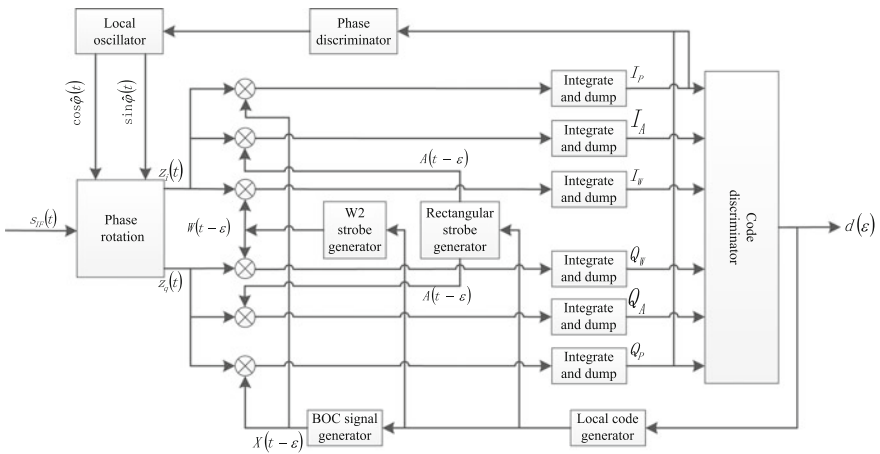 Local
oscillator
Phase
discriminator
cosφ̂(t)
sinφ̂(t)
Integrate
and dump
I_P
Integrate
and dump
I_A
A(t − ε)
z_i(t)
Integrate
and dump
I_W
s_IF(t)
Phase
rotation
W(t − ε)
W2
strobe
generator
Rectangular
strobe
generator
Code
discriminator
d(ε)
z_q(t)
Integrate
and dump
Q_W
A(t − ε)
Integrate
and dump
Q_A
Integrate
and dump
Q_P
X(t − ε)
BOC signal
generator
Local code
generator